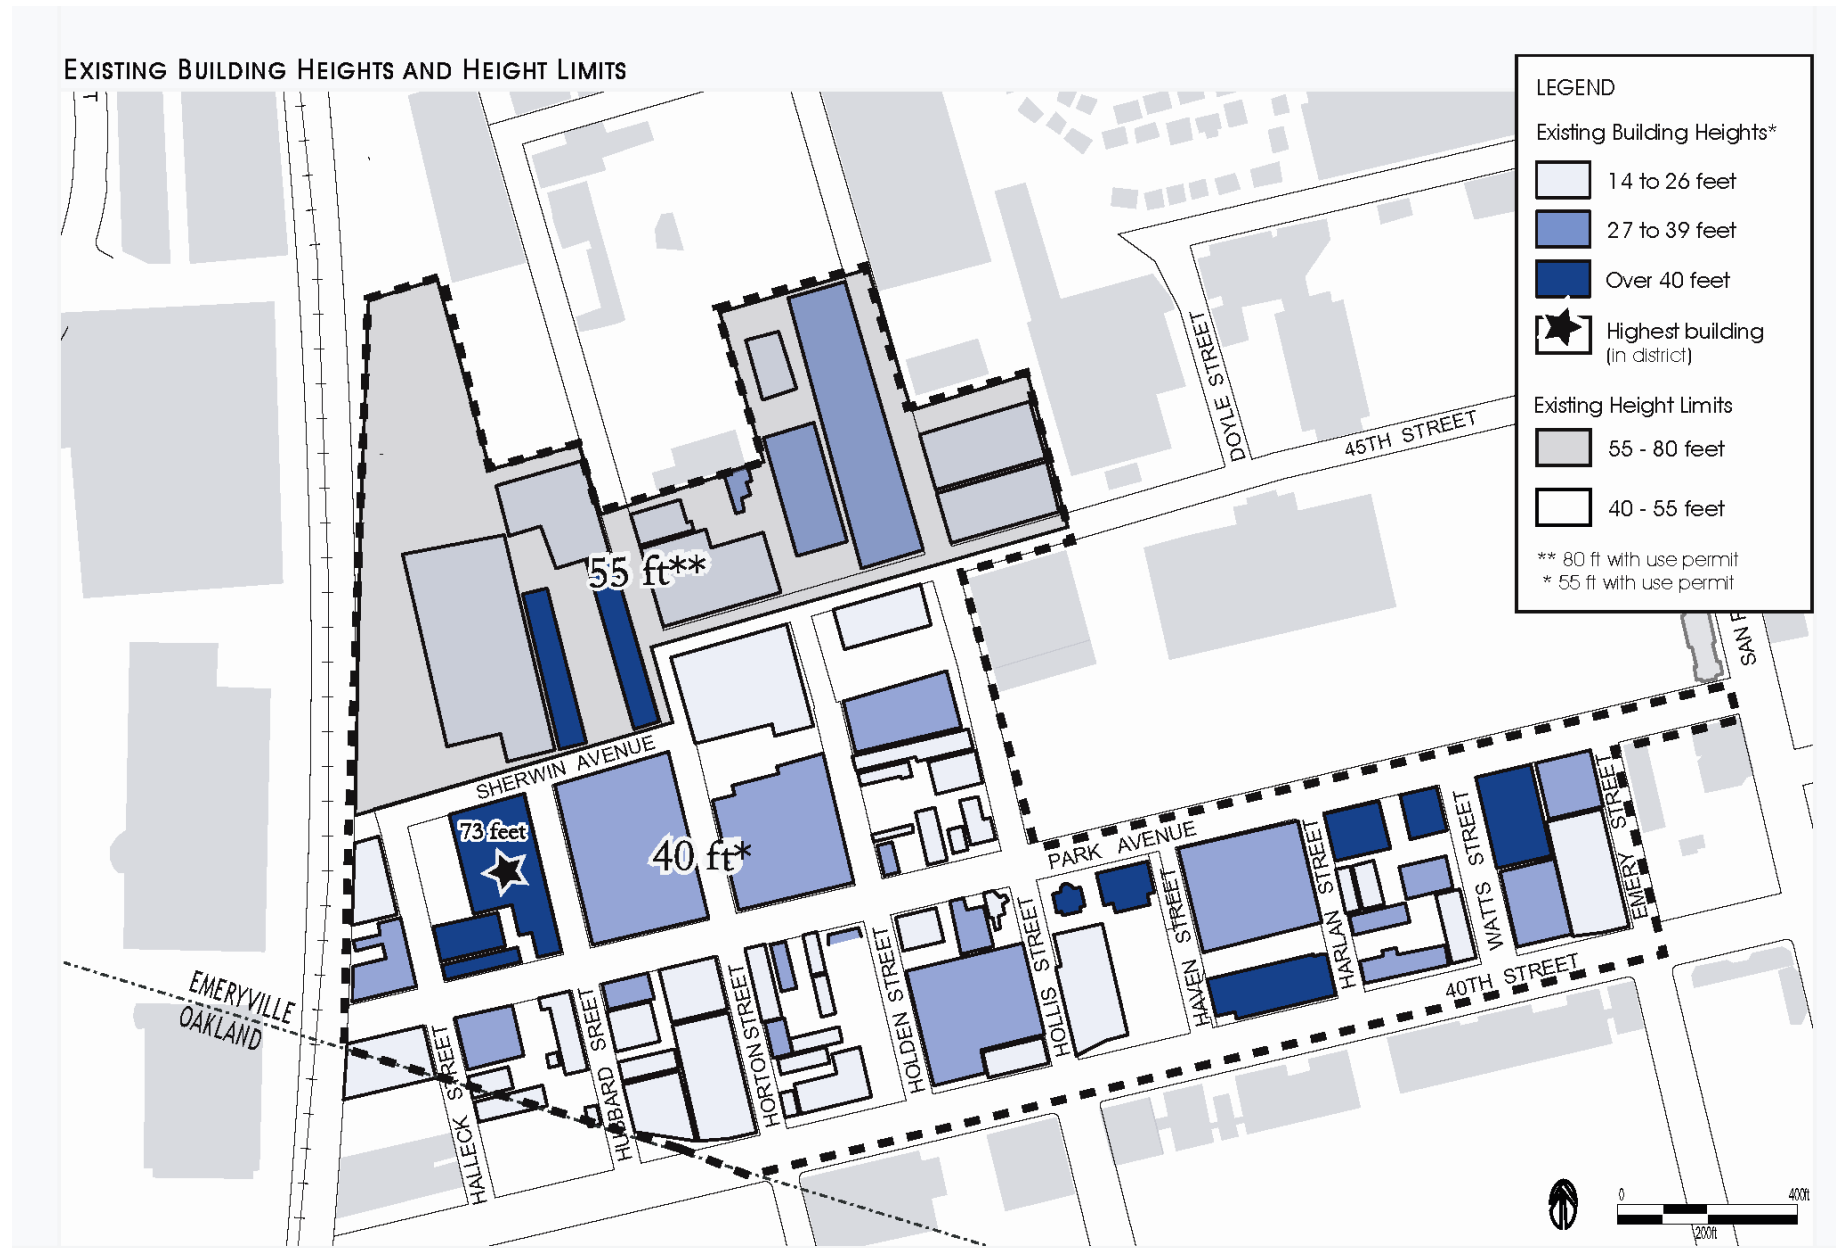 EXISTING BUILDING HEIGHTS AND HEIGHT LIMITS
LEGEND
Existing Building Heights*
14 to 26 feet
27 to 39 feet
Over 40 feet
Highest building
(in district)
Existing Height Limits
55 - 80 feet
40 - 55 feet
** 80 ft with use permit
* 55 ft with use permit
DOYLE STREET
45TH STREET
55 ft**
SHERWIN AVENUE
73 feet
40 ft*
PARK AVENUE
EMERYVILLE
OAKLAND
HALLECK STREET
HUBBARD SREET
HORTON STREET
HOLDEN STREET
HOLLIS STREET
HAVEN STREET
HARLAN STREET
WATTS STREET
EMERY STREET
40TH STREET
SAN
0
400ft
200ft